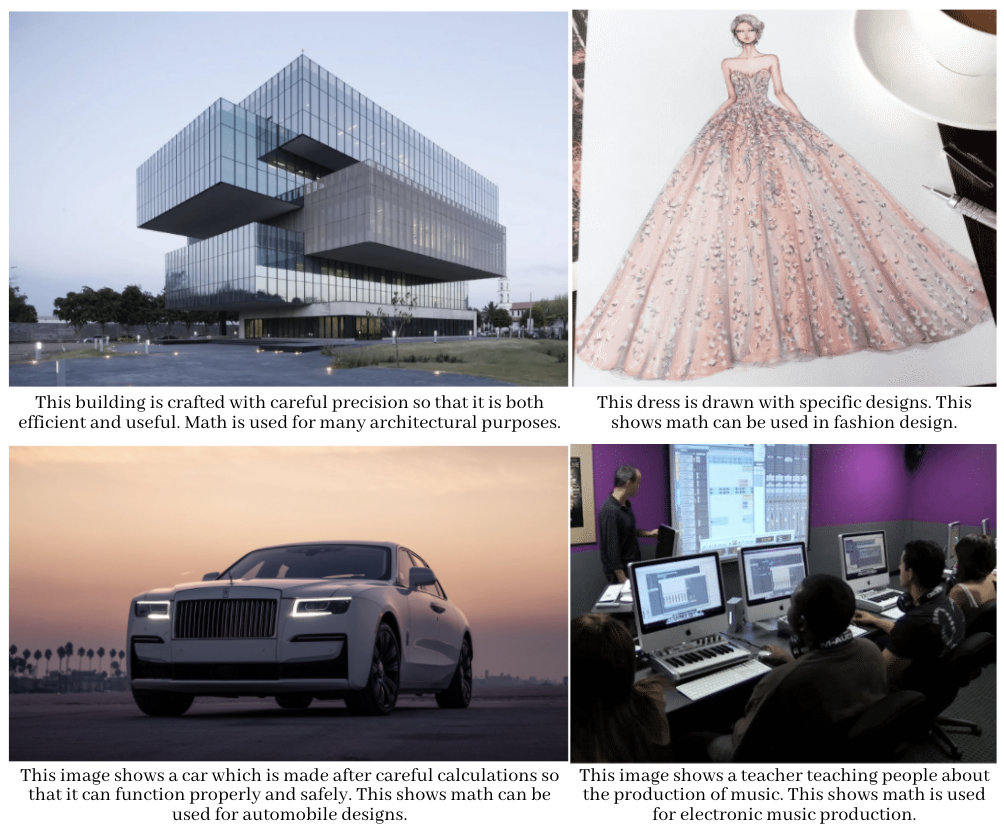 This building is crafted with careful precision so that it is both
efficient and useful. Math is used for many architectural purposes.
This dress is drawn with specific designs. This
shows math can be used in fashion design.
This image shows a car which is made after careful calculations so
that it can function properly and safely. This shows math can be
used for automobile designs.
This image shows a teacher teaching people about
the production of music. This shows math is used
for electronic music production.